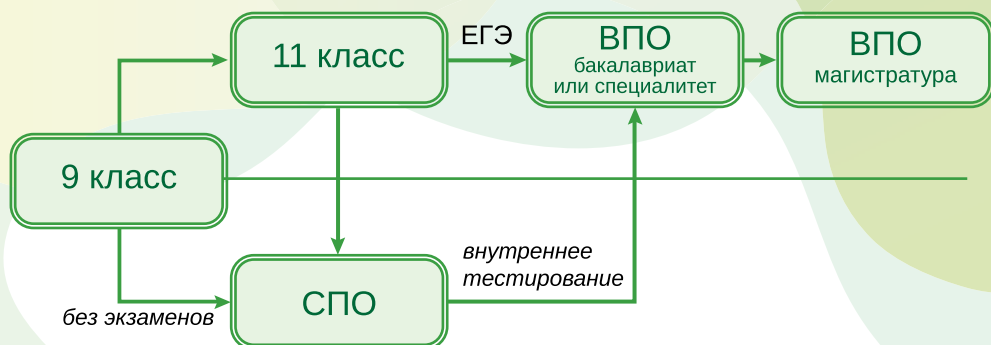 11 класс
ЕГЭ
ВПО
бакалавриат
или специалитет
ВПО
магистратура
9 класс
без экзаменов
СПО
внутреннее
тестирование